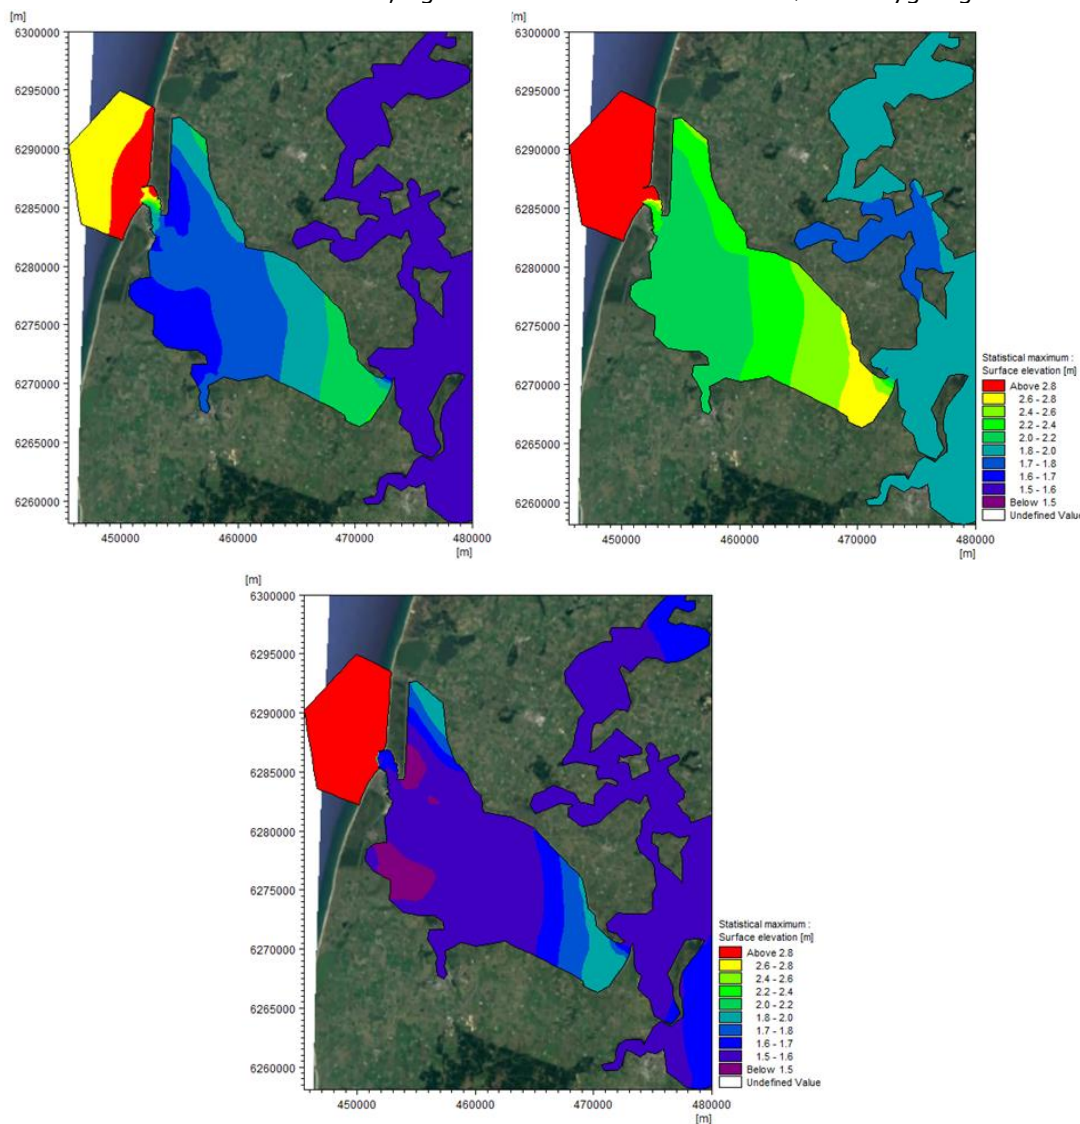 [m]
6300000
6295000
6290000
6285000
6280000
6275000
6270000
6265000
6260000
450000 460000 470000 480000
[m]
[m]
6300000
6295000
6290000
6285000
6280000
6275000
6270000
6265000
6260000
450000 460000 470000 480000
[m]
Statistical maximum :
Surface elevation [m]
Above 2.8
2.6 - 2.8
2.4 - 2.6
2.2 - 2.4
2.0 - 2.2
1.8 - 2.0
1.7 - 1.8
1.6 - 1.7
1.5 - 1.6
Below 1.5
Undefined Value
[m]
6300000
6295000
6290000
6285000
6280000
6275000
6270000
6265000
6260000
450000 460000 470000 480000
[m]
Statistical maximum :
Surface elevation [m]
Above 2.8
2.6 - 2.8
2.4 - 2.6
2.2 - 2.4
2.0 - 2.2
1.8 - 2.0
1.7 - 1.8
1.6 - 1.7
1.5 - 1.6
Below 1.5
Undefined Value